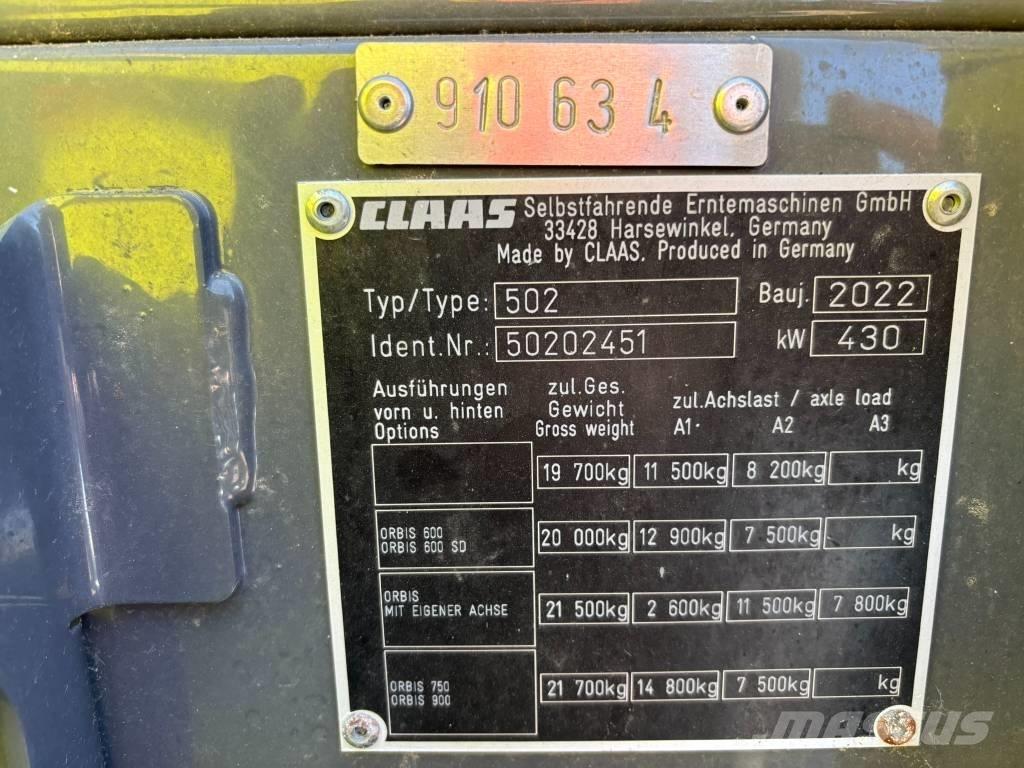 910 63 4
CLAAS Selbstfahrende Erntemaschinen GmbH
33428 Harsewinkel, Germany
Made by CLAAS. Produced in Germany
Typ/Type: 502 Bauj. 2022
Ident.Nr.: 50202451 kW 430
Ausführungen vorn u. hinten Options
zul.Ges. Gewicht Gross weight
zul.Achslast / axle load
A1 A2 A3
19 700kg 11 500kg 8 200kg kg
ORBIS 600
ORBIS 600 SD
20 000kg 12 900kg 7 500kg kg
ORBIS
MIT EIGENER ACHSE
21 500kg 2 600kg 11 500kg 7 800kg
ORBIS 750
ORBIS 900
21 700kg 14 800kg 7 500kg kg
MASCUS